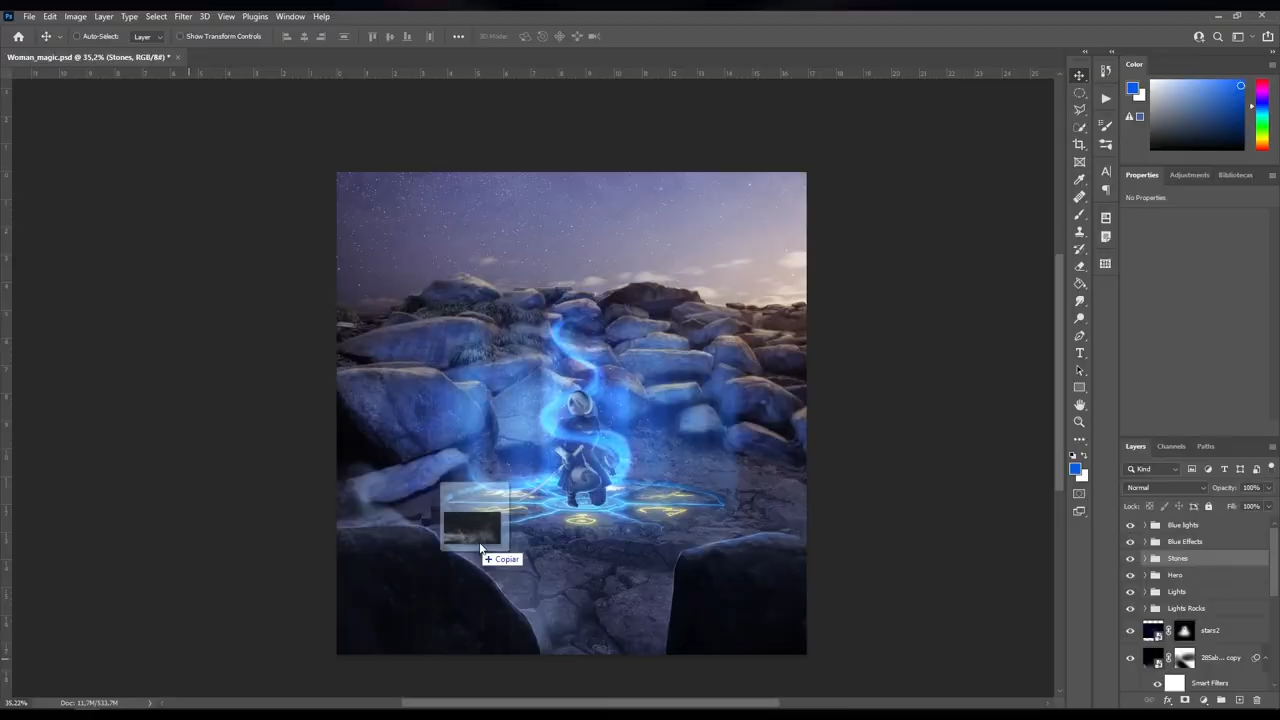 Ps File Edit Image Layer Type Select Filter 3D View Plugins Window Help
Auto-Select: Layer Show Transform Controls 3D Mode:
Woman_magic.psd @ 35,2% (Stones, RGB/8#) *
Color
Properties Adjustments Bibliotecas
No Properties
Copiar
Layers Channels Paths
Kind
Normal Opacity: 100%
Lock: Fill: 100%
Blue lights
Blue Effects
Stones
Hero
Lights
Lights Rocks
stars2
copy
Smart Filters
35.22% Doc: 11,7M/533,7M